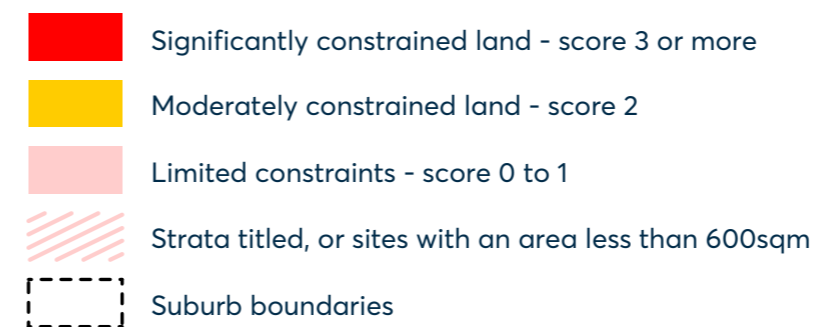 Significantly constrained land - score 3 or more
Moderately constrained land - score 2
Limited constraints - score 0 to 1
Strata titled, or sites with an area less than 600sqm
Suburb boundaries